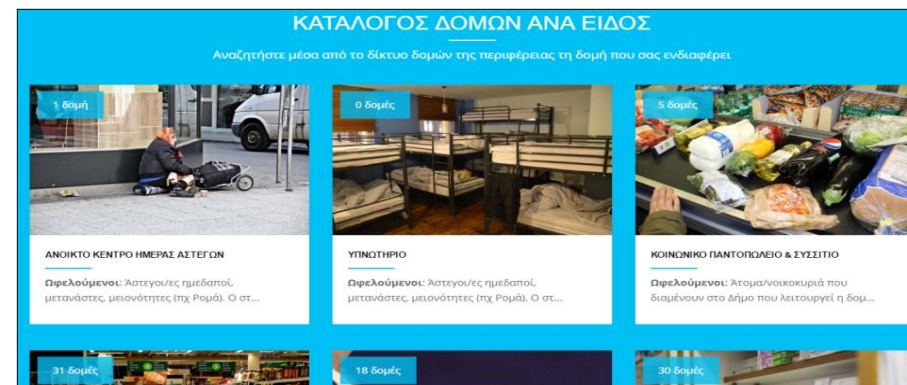 ΚΑΤΑΛΟΓΟΣ ΔΟΜΩΝ ΑΝΑ ΕΙΔΟΣ
Αναζητήστε μέσα από το δίκτυο δομών της περιφέρειας τη δομή που σας ενδιαφέρει
1 δομή
0 δομές
5 δομές
ΑΝΟΙΚΤΟ ΚΕΝΤΡΟ ΗΜΕΡΑΣ ΑΣΤΕΓΩΝ
Ωφελούμενοι: Άστεγοι/ες ημεδαποί,
μετανάστες, μειονότητες (πχ Ρομά). Ο στ...
ΥΠΝΩΤΗΡΙΟ
Ωφελούμενοι: Άστεγοι/ες ημεδαποί,
μετανάστες, μειονότητες (πχ Ρομά). Ο στ...
ΚΟΙΝΩΝΙΚΟ ΠΑΝΤΟΠΩΛΕΙΟ & ΣΥΣΣΙΤΙΟ
Ωφελούμενοι: Άτομα/νοικοκυριά που
διαμένουν στο Δήμο που λειτουργεί η δομ...
31 δομές
18 δομές
30 δομές